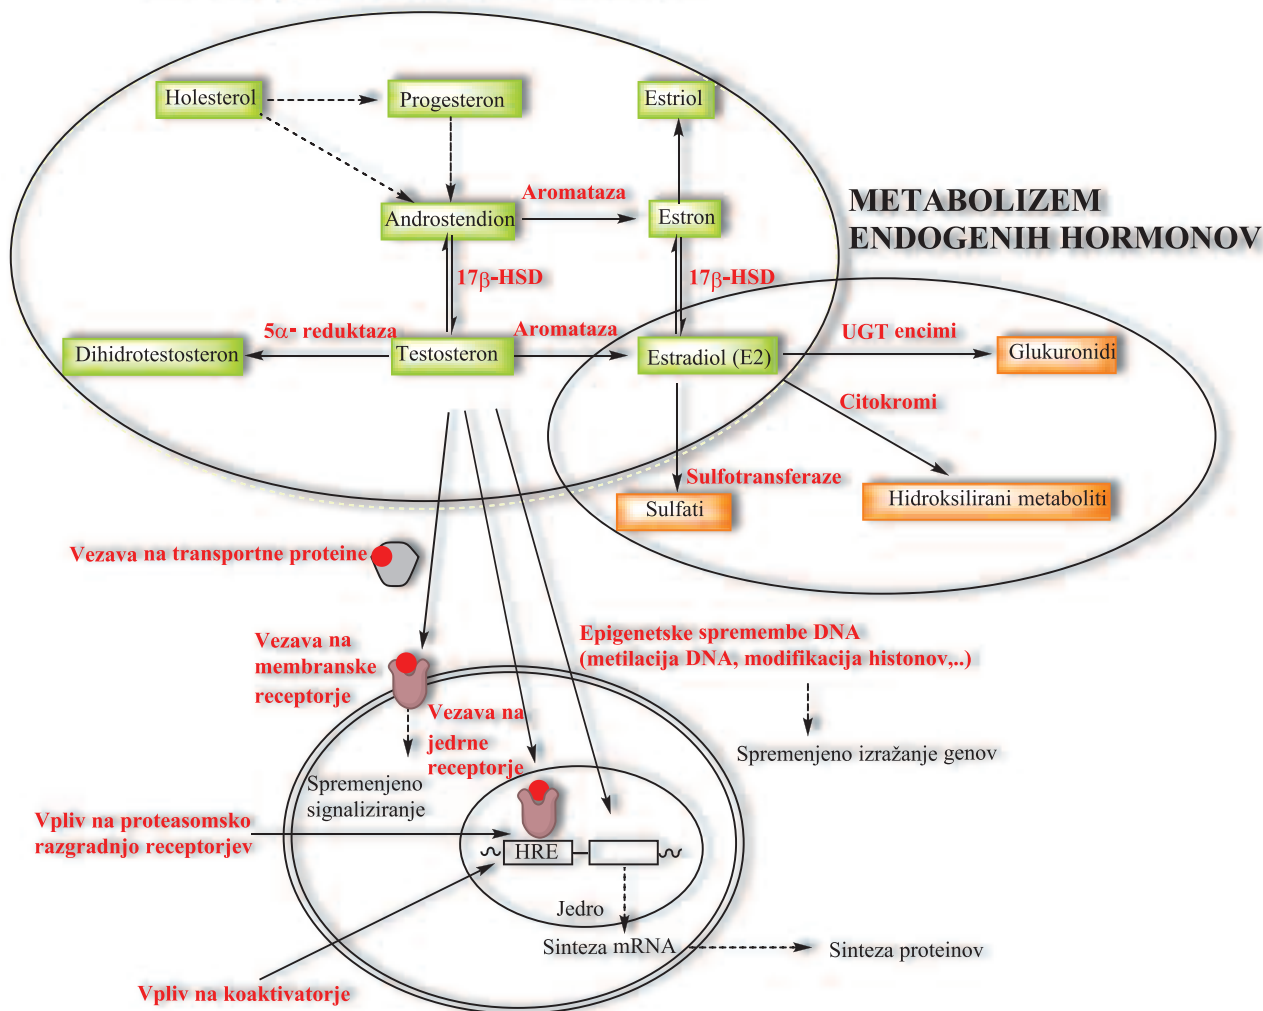 Holesterol
Progesteron
Estriol
Aromataza
Androstendion
Estron
METABOLIZEM
ENDOGENIH HORMONOV
17β-HSD
17β-HSD
5α- reduktaza
Aromataza
UGT encimi
Dihidrotestosteron
Testosteron
Estradiol (E2)
Glukuronidi
Citokromi
Sulfotransferaze
Sulfati
Hidroksilirani metaboliti
Vezava na transportne proteine
Vezava na
membranske
receptorje
Epigenetske spremembe DNA
(metilacija DNA, modifikacija histonov,..)
Vezava na
jedrne
receptorje
Spremenjeno izražanje genov
Spremenjeno
signaliziranje
Vpliv na proteasomsko
razgradnjo receptorjev
HRE
Jedro
Sinteza mRNA
Sinteza proteinov
Vpliv na koaktivatorje